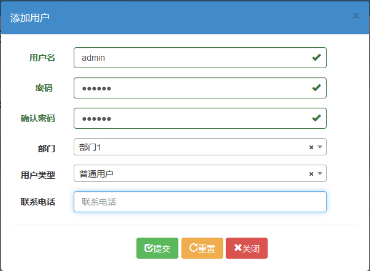 添加用户 ×
用户名 admin
密码 ●●●●●●
确认密码 ●●●●●●
部门 部门1 ×
用户类型 普通用户 ×
联系电话 联系电话
提交 重置 关闭